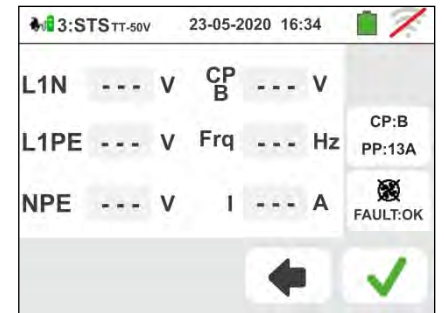 3:STS TT-50V 23-05-2020 16:34
L1N --- V CPB --- V
L1PE --- V Frq --- Hz
NPE --- V I --- A
CP:B
PP:13A
FAULT:OK